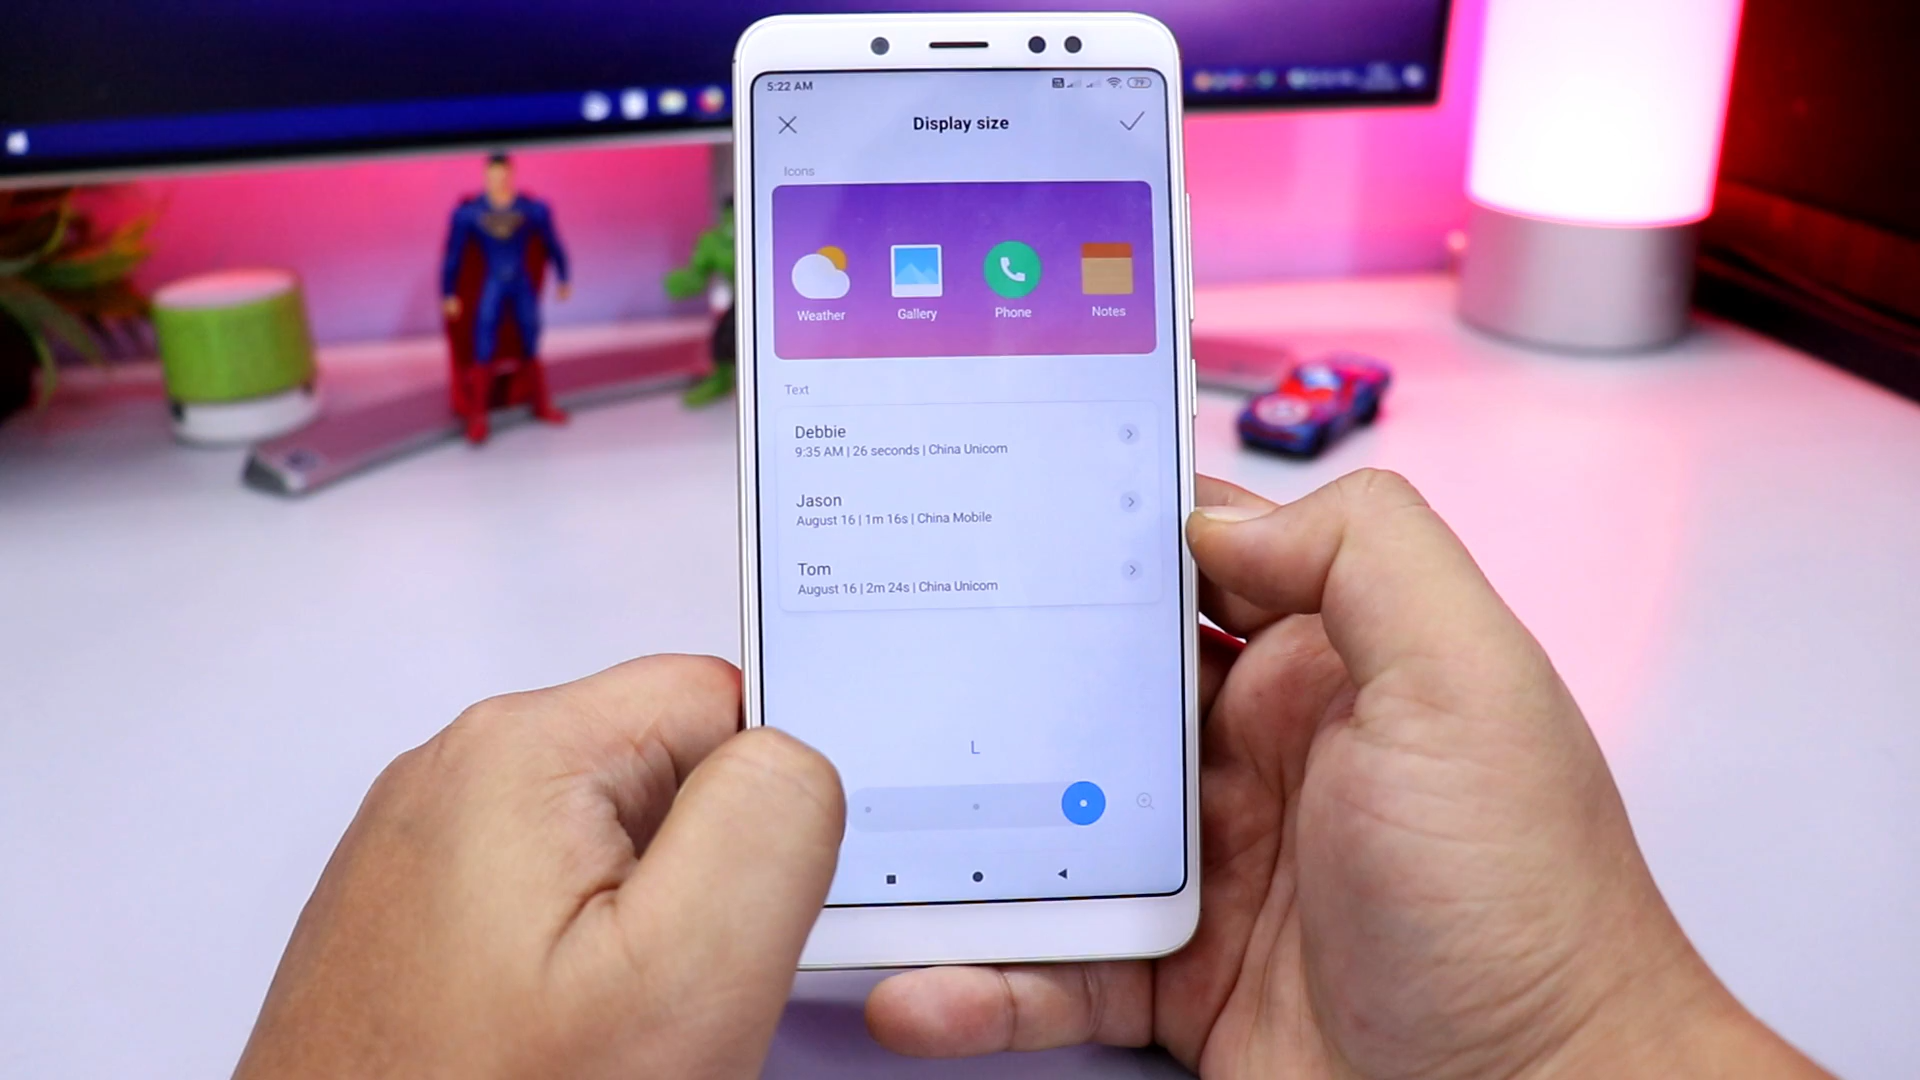 5:22 AM
79
Display size
Icons
Weather
Gallery
Phone
Notes
Text
Debbie
9:35 AM | 26 seconds | China Unicom
Jason
August 16 | 1m 16s | China Mobile
Tom
August 16 | 2m 24s | China Unicom
L